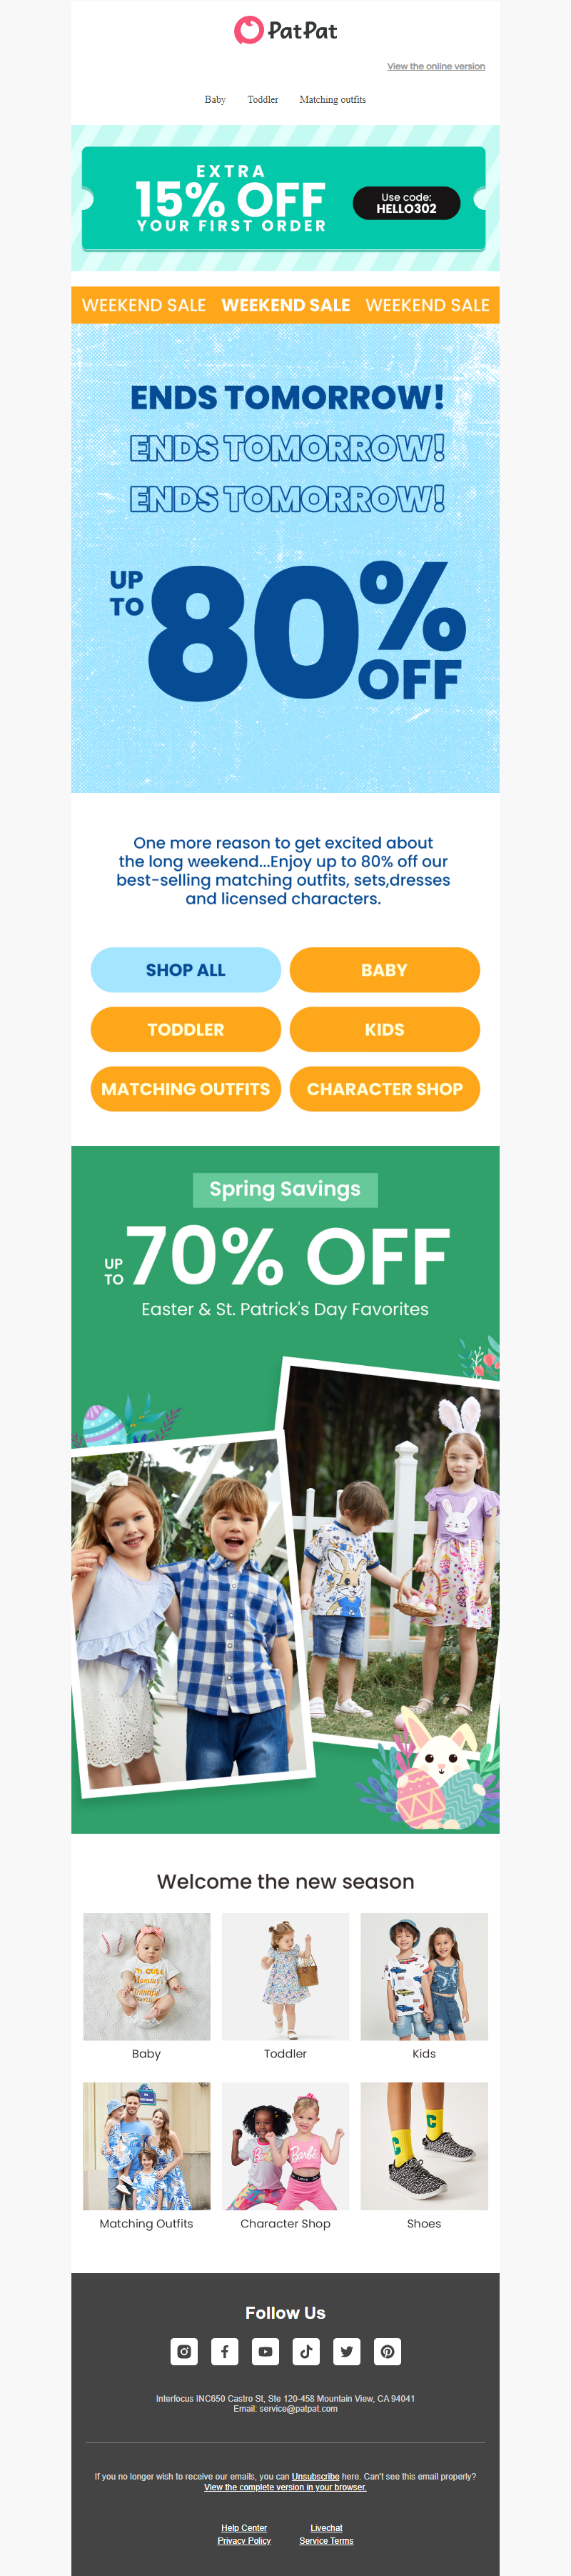 PatPat
View the online version
Baby Toddler Matching outfits
EXTRA
15% OFF
YOUR FIRST ORDER
Use code:
HELLO302
WEEKEND SALE WEEKEND SALE WEEKEND SALE
ENDS TOMORROW!
ENDS TOMORROW!
ENDS TOMORROW!
UP TO 80% OFF
One more reason to get excited about
the long weekend...Enjoy up to 80% off our
best-selling matching outfits, sets,dresses
and licensed characters.
SHOP ALL BABY
TODDLER KIDS
MATCHING OUTFITS CHARACTER SHOP
Spring Savings
UP TO 70% OFF
Easter & St. Patrick's Day Favorites
Welcome the new season
Baby Toddler Kids
Barbie
C C
Matching Outfits Character Shop Shoes
Follow Us
Interfocus INC650 Castro St, Ste 120-458 Mountain View, CA 94041
Email: service@patpat.com
If you no longer wish to receive our emails, you can Unsubscribe here. Can't see this email properly?
View the complete version in your browser.
Help Center Livechat
Privacy Policy Service Terms